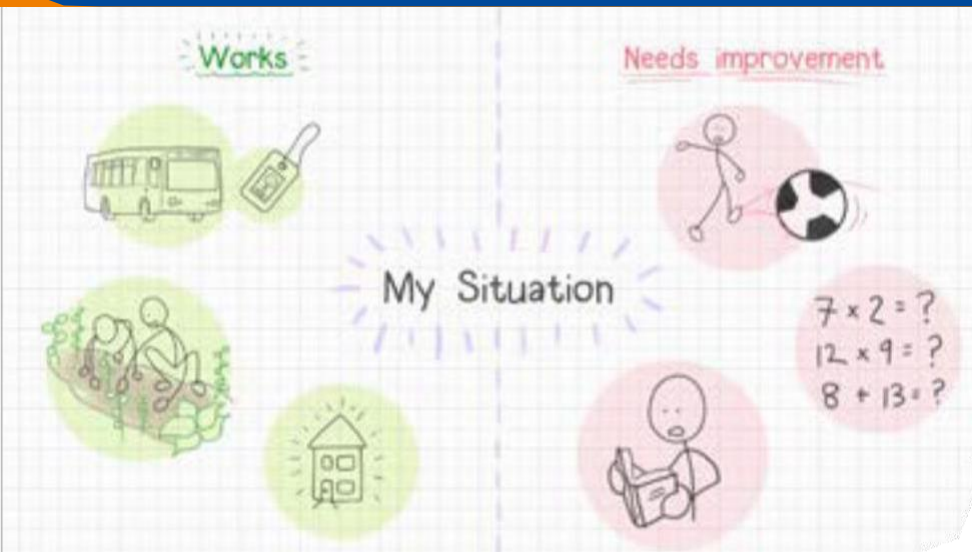 Works
Needs improvement
My Situation
7 x 2 = ?
12 x 9 = ?
8 + 13 = ?